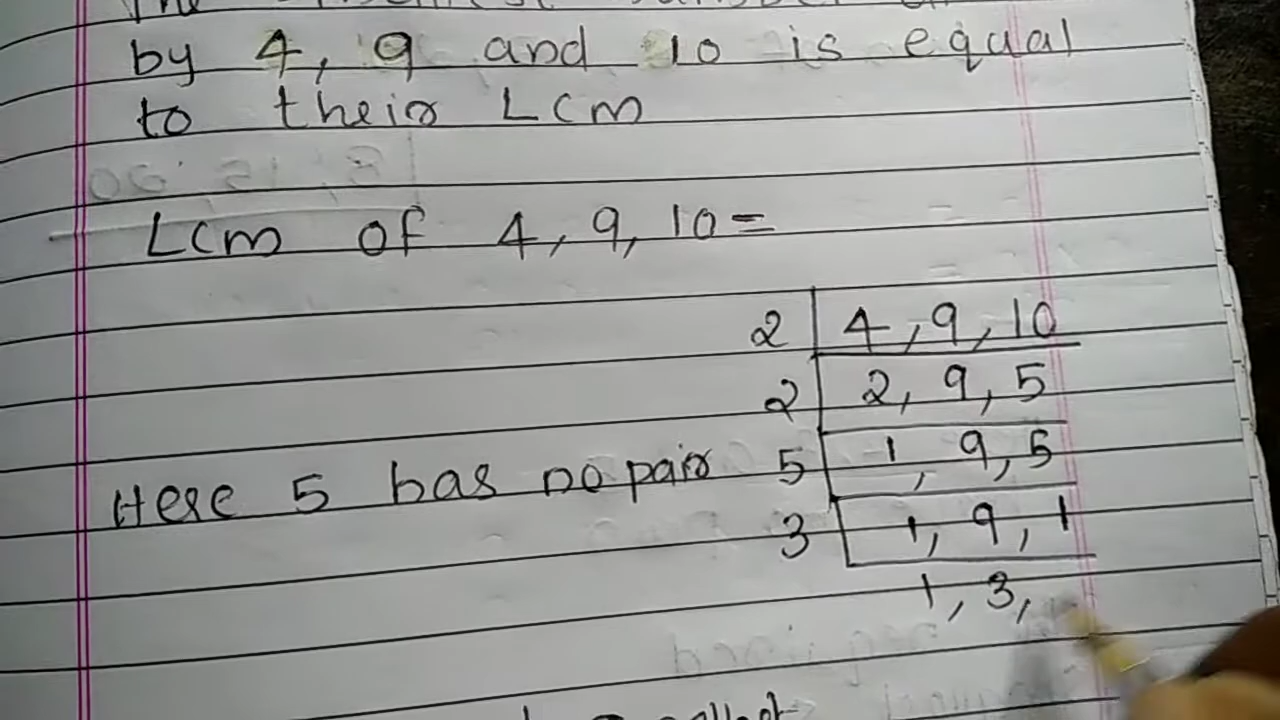 The
by 4, 9 and 10 is equal
to their LCM
LCM of 4, 9, 10 =
2 | 4, 9, 10
2 | 2, 9, 5
Here 5 has no pair 5 | 1, 9, 5
3 | 1, 9, 1
1, 3,